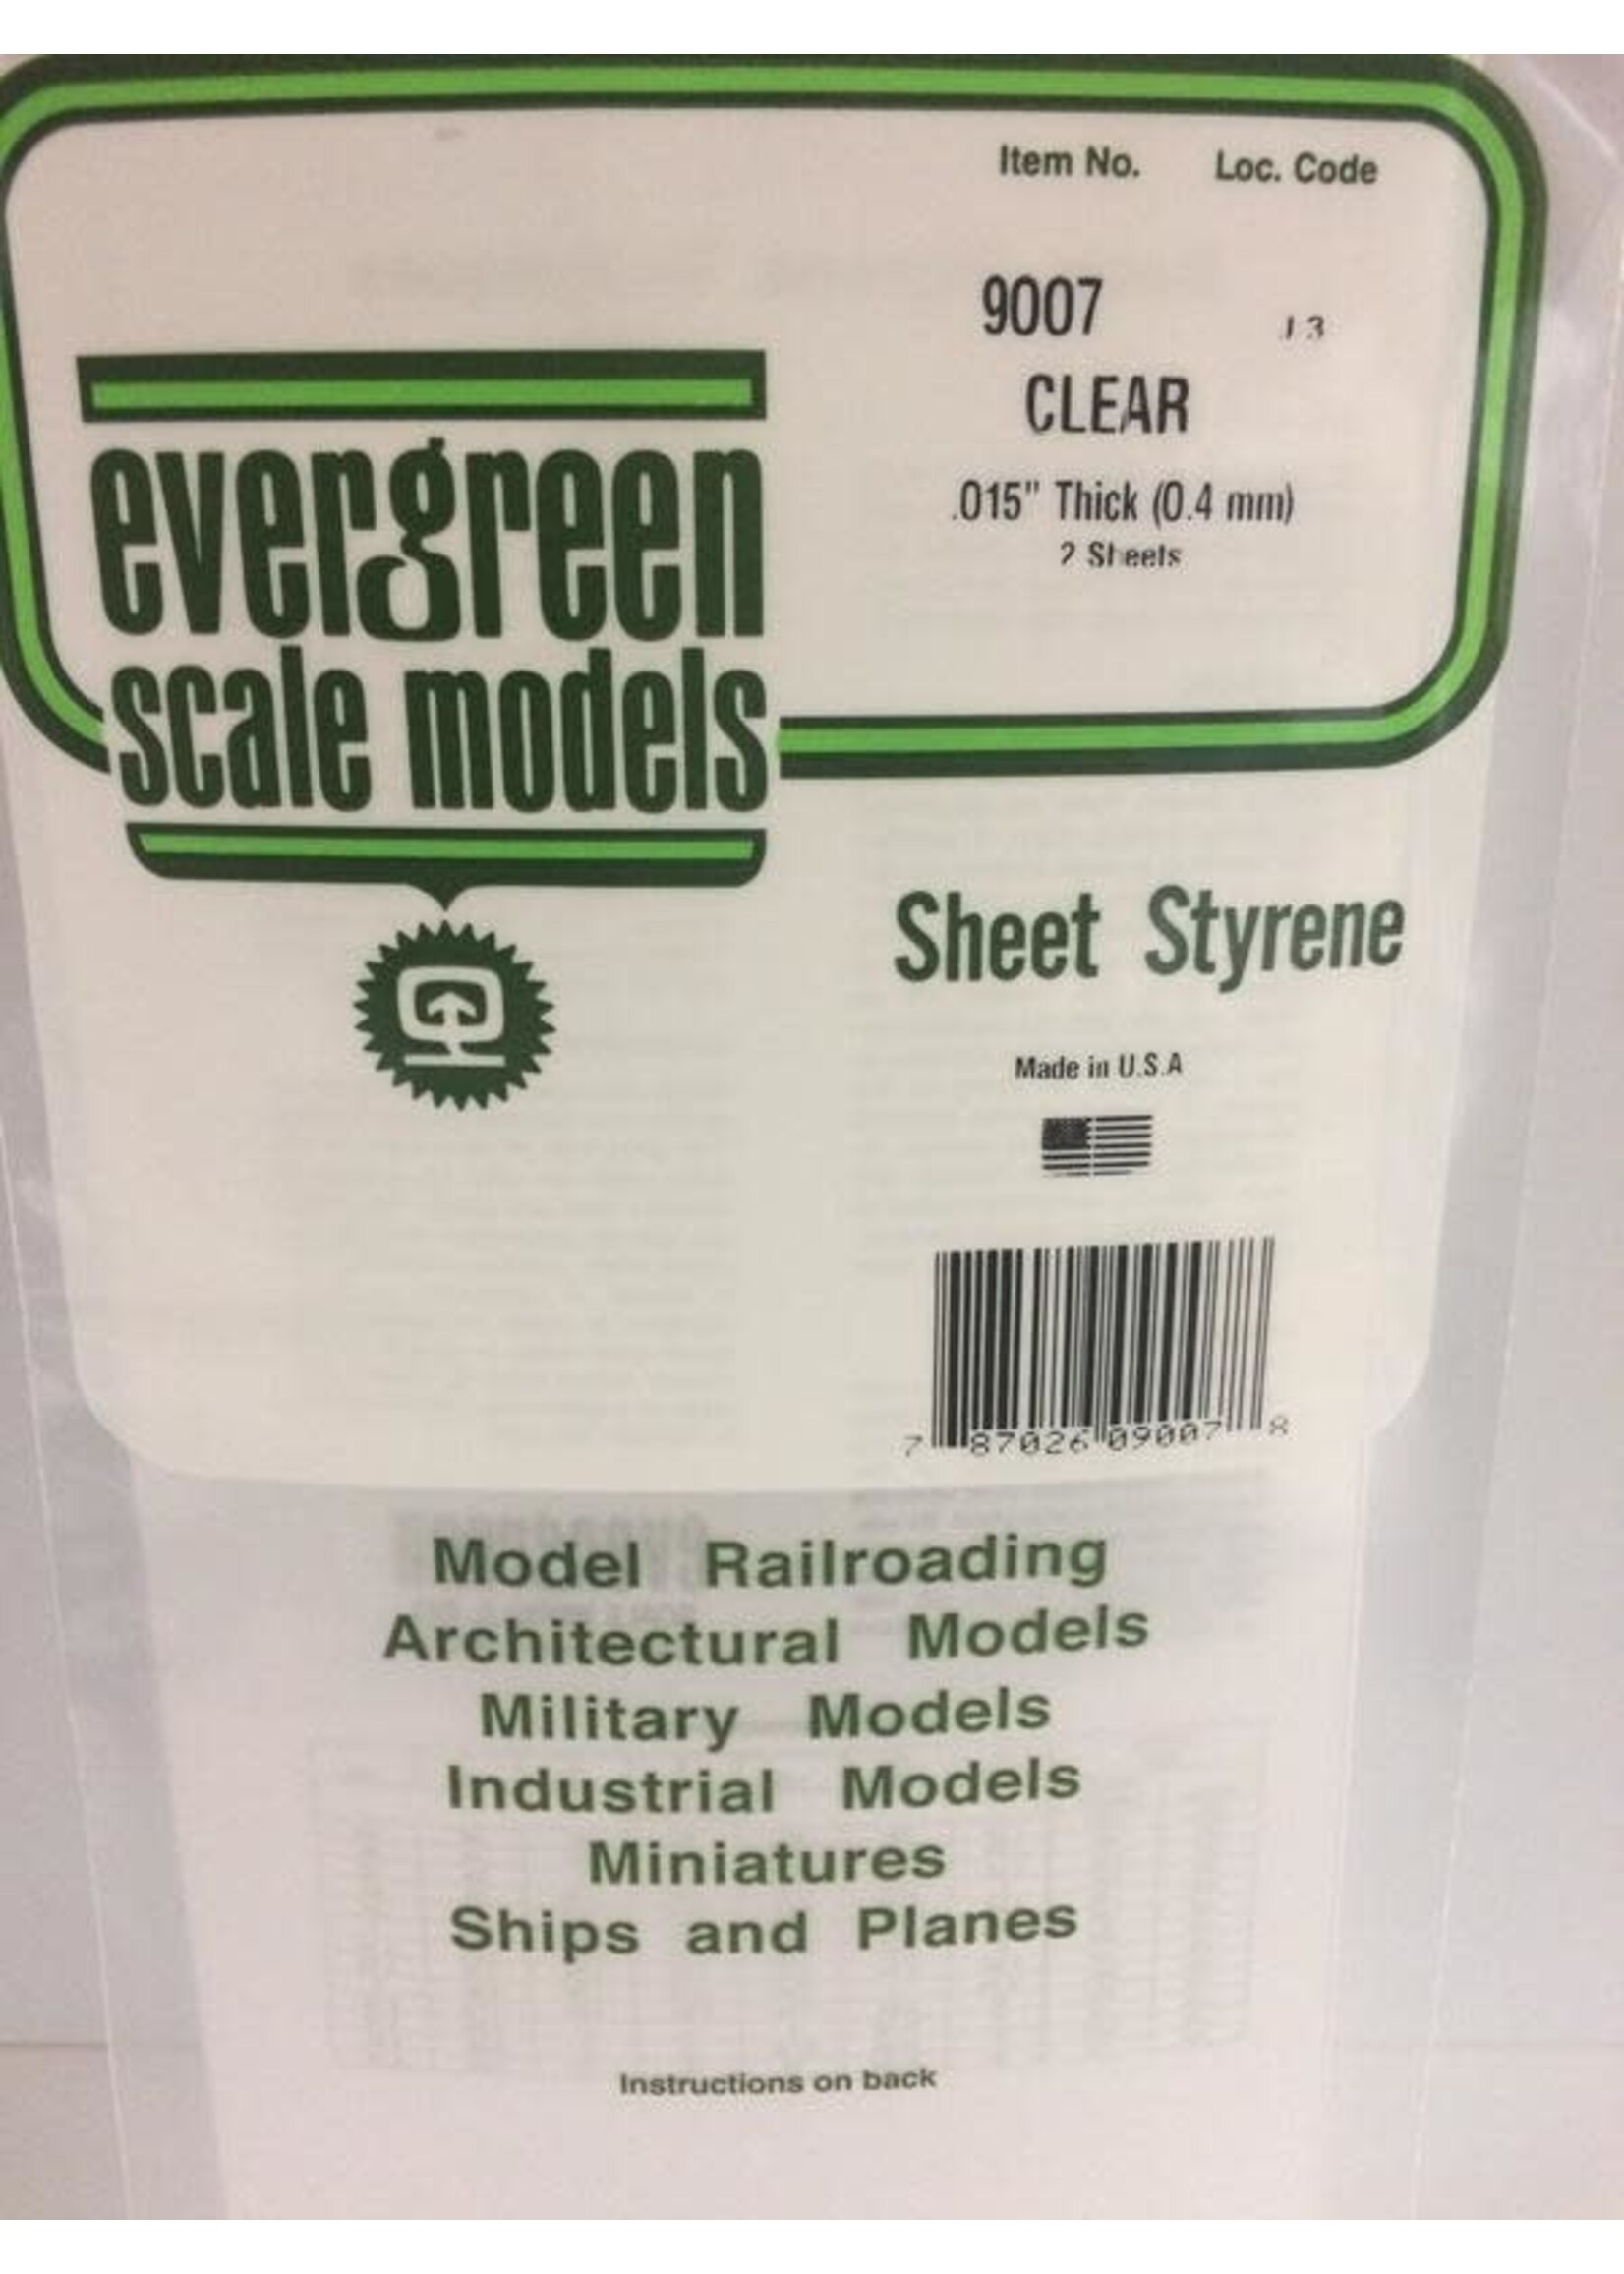 Item No. Loc. Code
9007 J3
CLEAR
.015" Thick (0.4 mm)
2 Sheets
evergreen
scale models
Sheet Styrene
Made in U.S.A
7 87026 09007 8
Model Railroading
Architectural Models
Military Models
Industrial Models
Miniatures
Ships and Planes
Instructions on back